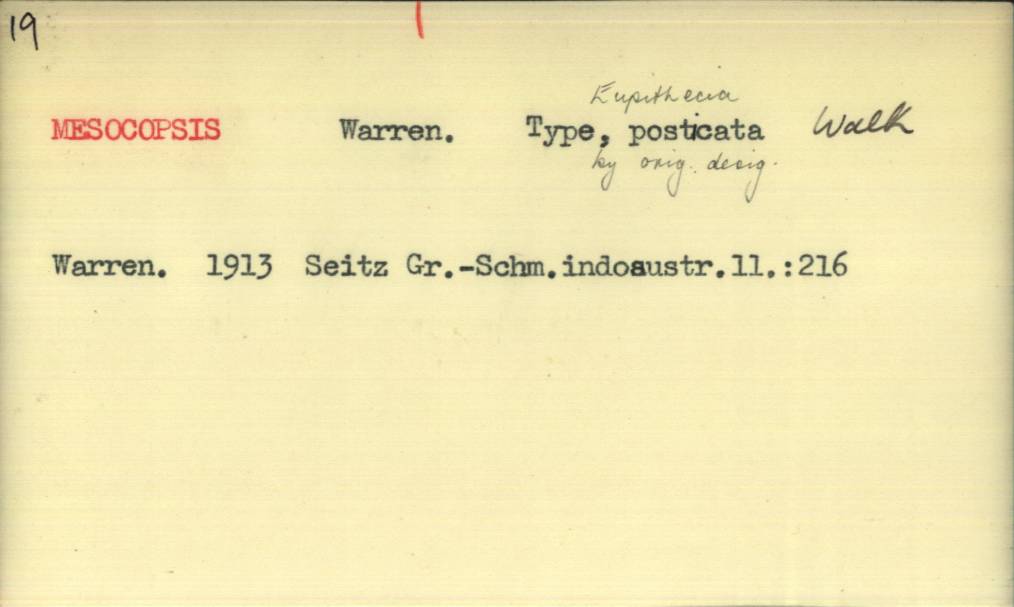 19
Eupithecia
MESOCOPSIS Warren. Type, posticata Walk
by orig. desig.
Warren. 1913 Seitz Gr.-Schm.indoaustr.11.:216